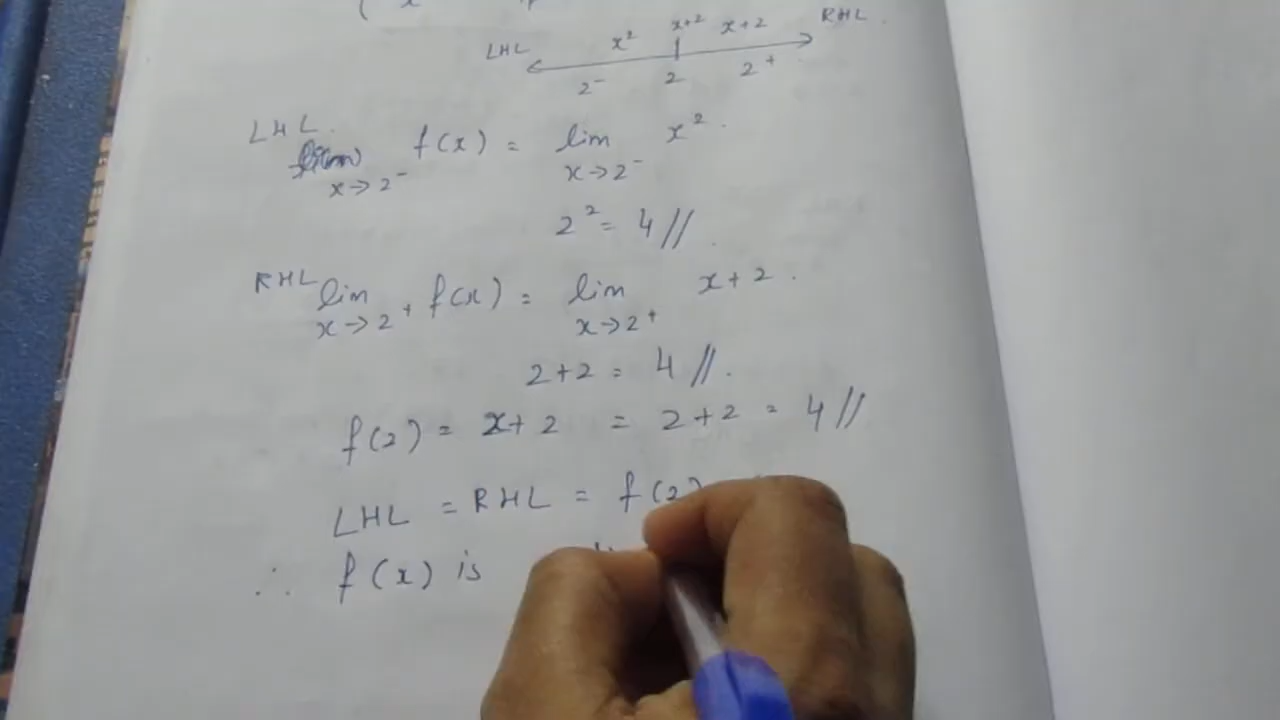 x² x+2 x+2 RHL
LHL
2⁻ 2 2⁺
LHL
lim x→2⁻ f(x) = lim x→2⁻ x².
2² = 4//
RHL lim x→2⁺ f(x) = lim x→2⁺ x+2.
2+2 = 4//.
f(2) = x+2 = 2+2 = 4//
LHL = RHL = f(2)
∴ f(x) is